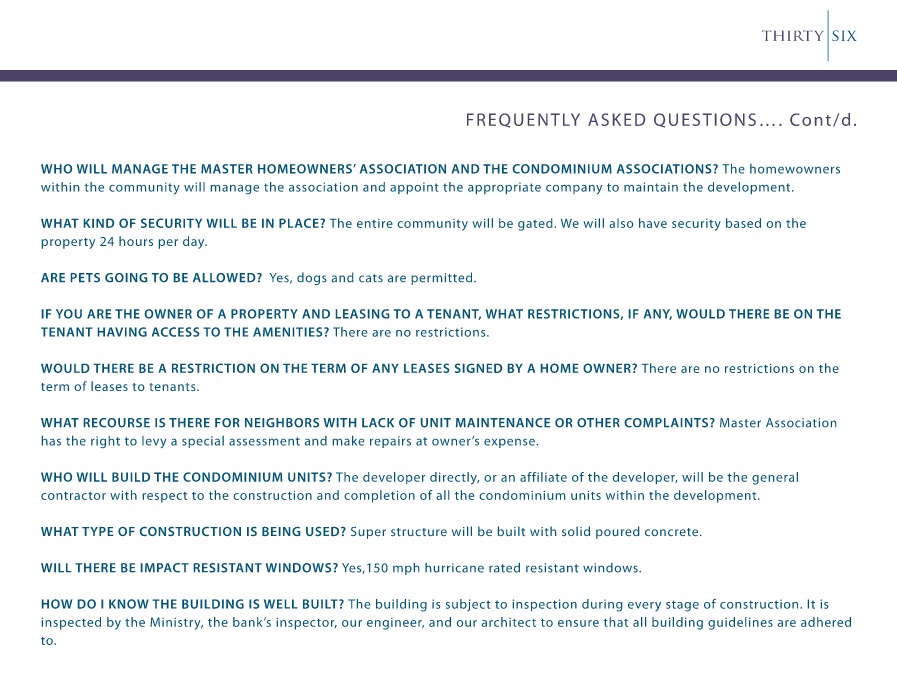 THIRTY SIX
FREQUENTLY ASKED QUESTIONS.... Cont/d.
WHO WILL MANAGE THE MASTER HOMEOWNERS' ASSOCIATION AND THE CONDOMINIUM ASSOCIATIONS? The homewowners
within the community will manage the association and appoint the appropriate company to maintain the development.
WHAT KIND OF SECURITY WILL BE IN PLACE? The entire community will be gated. We will also have security based on the
property 24 hours per day.
ARE PETS GOING TO BE ALLOWED? Yes, dogs and cats are permitted.
IF YOU ARE THE OWNER OF A PROPERTY AND LEASING TO A TENANT, WHAT RESTRICTIONS, IF ANY, WOULD THERE BE ON THE
TENANT HAVING ACCESS TO THE AMENITIES? There are no restrictions.
WOULD THERE BE A RESTRICTION ON THE TERM OF ANY LEASES SIGNED BY A HOME OWNER? There are no restrictions on the
term of leases to tenants.
WHAT RECOURSE IS THERE FOR NEIGHBORS WITH LACK OF UNIT MAINTENANCE OR OTHER COMPLAINTS? Master Association
has the right to levy a special assessment and make repairs at owner's expense.
WHO WILL BUILD THE CONDOMINIUM UNITS? The developer directly, or an affiliate of the developer, will be the general
contractor with respect to the construction and completion of all the condominium units within the development.
WHAT TYPE OF CONSTRUCTION IS BEING USED? Super structure will be built with solid poured concrete.
WILL THERE BE IMPACT RESISTANT WINDOWS? Yes,150 mph hurricane rated resistant windows.
HOW DO I KNOW THE BUILDING IS WELL BUILT? The building is subject to inspection during every stage of construction. It is
inspected by the Ministry, the bank's inspector, our engineer, and our architect to ensure that all building guidelines are adhered
to.